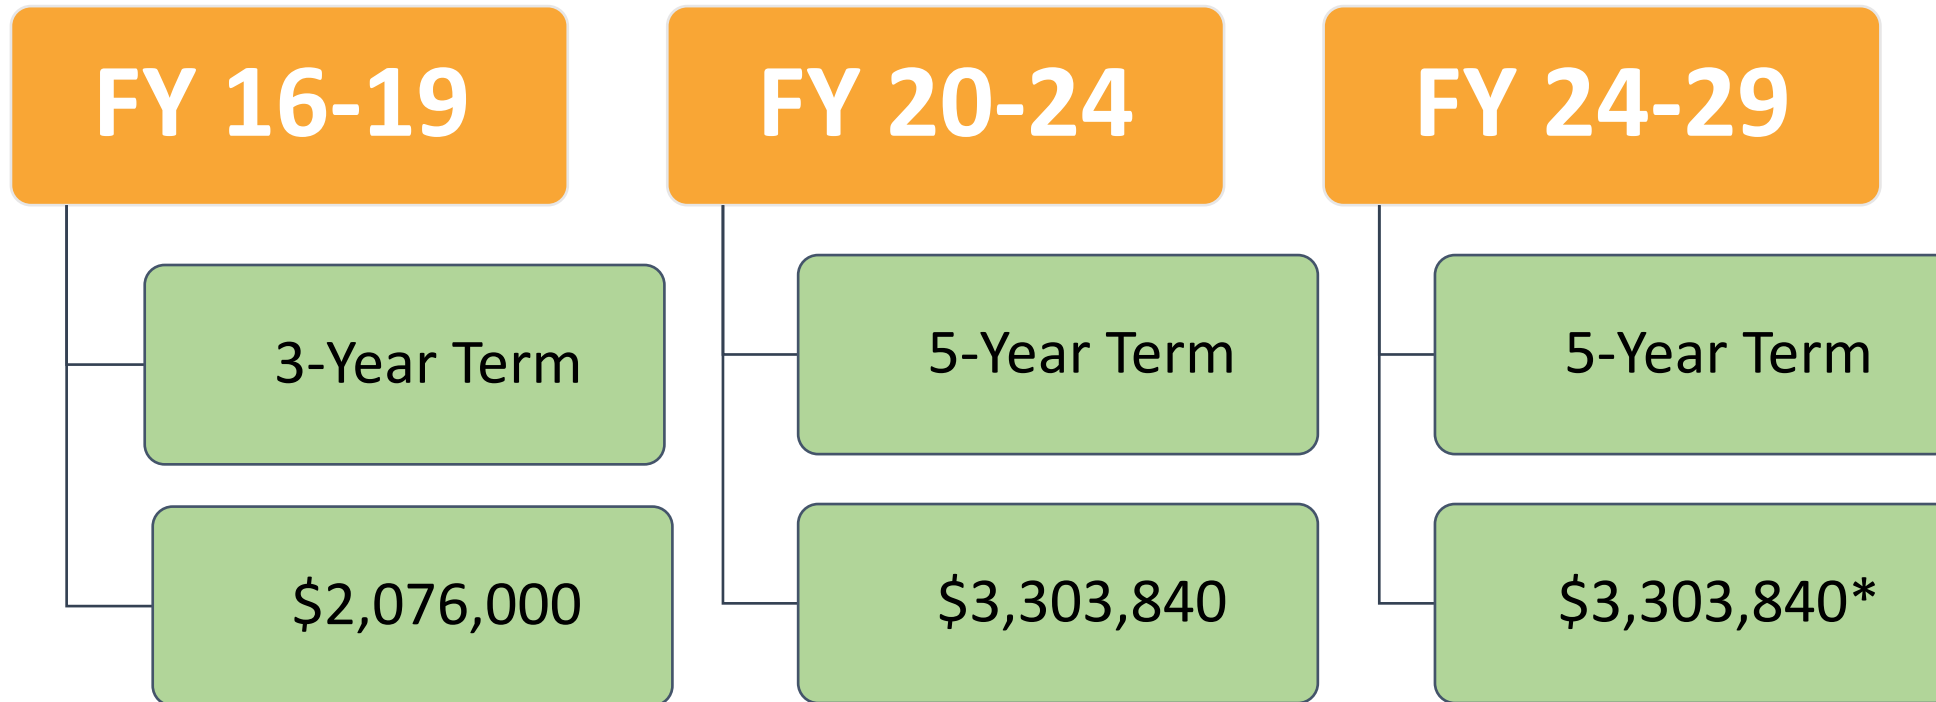 FY 16-19
3-Year Term
$2,076,000
FY 20-24
5-Year Term
$3,303,840
FY 24-29
5-Year Term
$3,303,840*